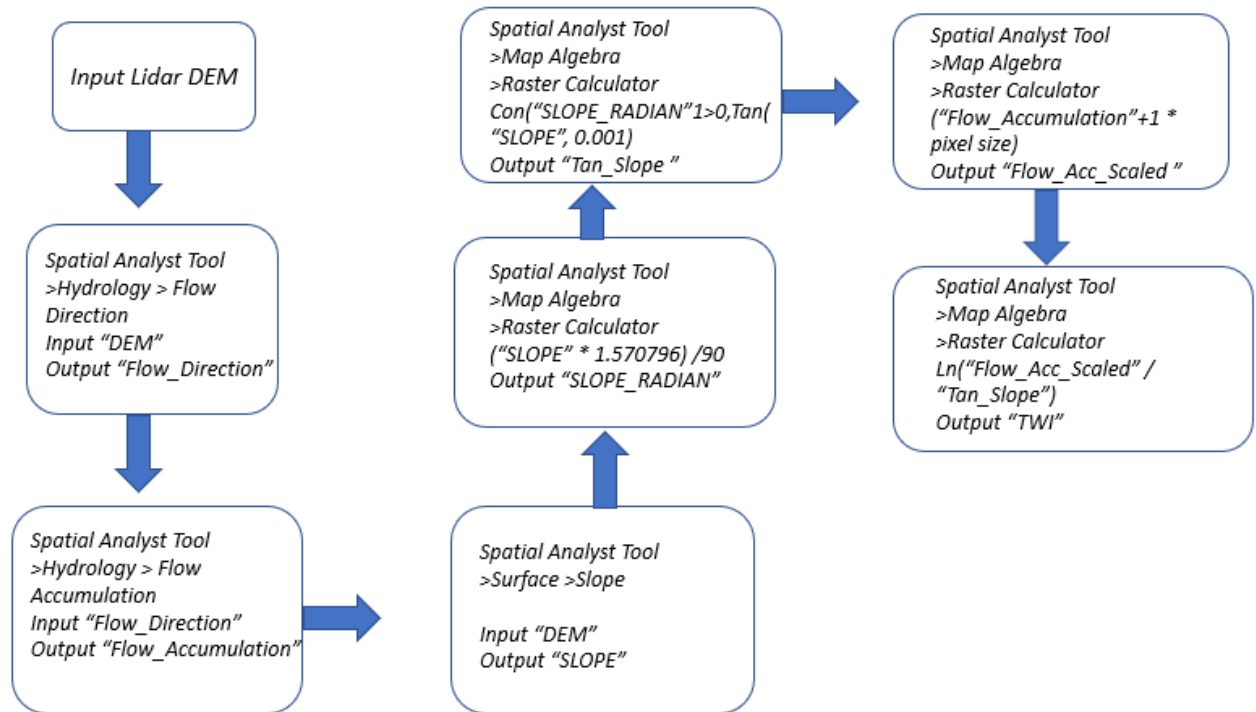 Input Lidar DEM
Spatial Analyst Tool
>Hydrology > Flow
Direction
Input “DEM”
Output “Flow_Direction”
Spatial Analyst Tool
>Hydrology > Flow
Accumulation
Input “Flow_Direction”
Output “Flow_Accumulation”
Spatial Analyst Tool
>Surface >Slope
Input “DEM”
Output “SLOPE”
Spatial Analyst Tool
>Map Algebra
>Raster Calculator
(“SLOPE” * 1.570796) /90
Output “SLOPE_RADIAN”
Spatial Analyst Tool
>Map Algebra
>Raster Calculator
Con(“SLOPE_RADIAN”1>0,Tan(
“SLOPE”, 0.001)
Output “Tan_Slope ”
Spatial Analyst Tool
>Map Algebra
>Raster Calculator
(“Flow_Accumulation”+1 *
pixel size)
Output “Flow_Acc_Scaled ”
Spatial Analyst Tool
>Map Algebra
>Raster Calculator
Ln(“Flow_Acc_Scaled” /
“Tan_Slope”)
Output “TWI”